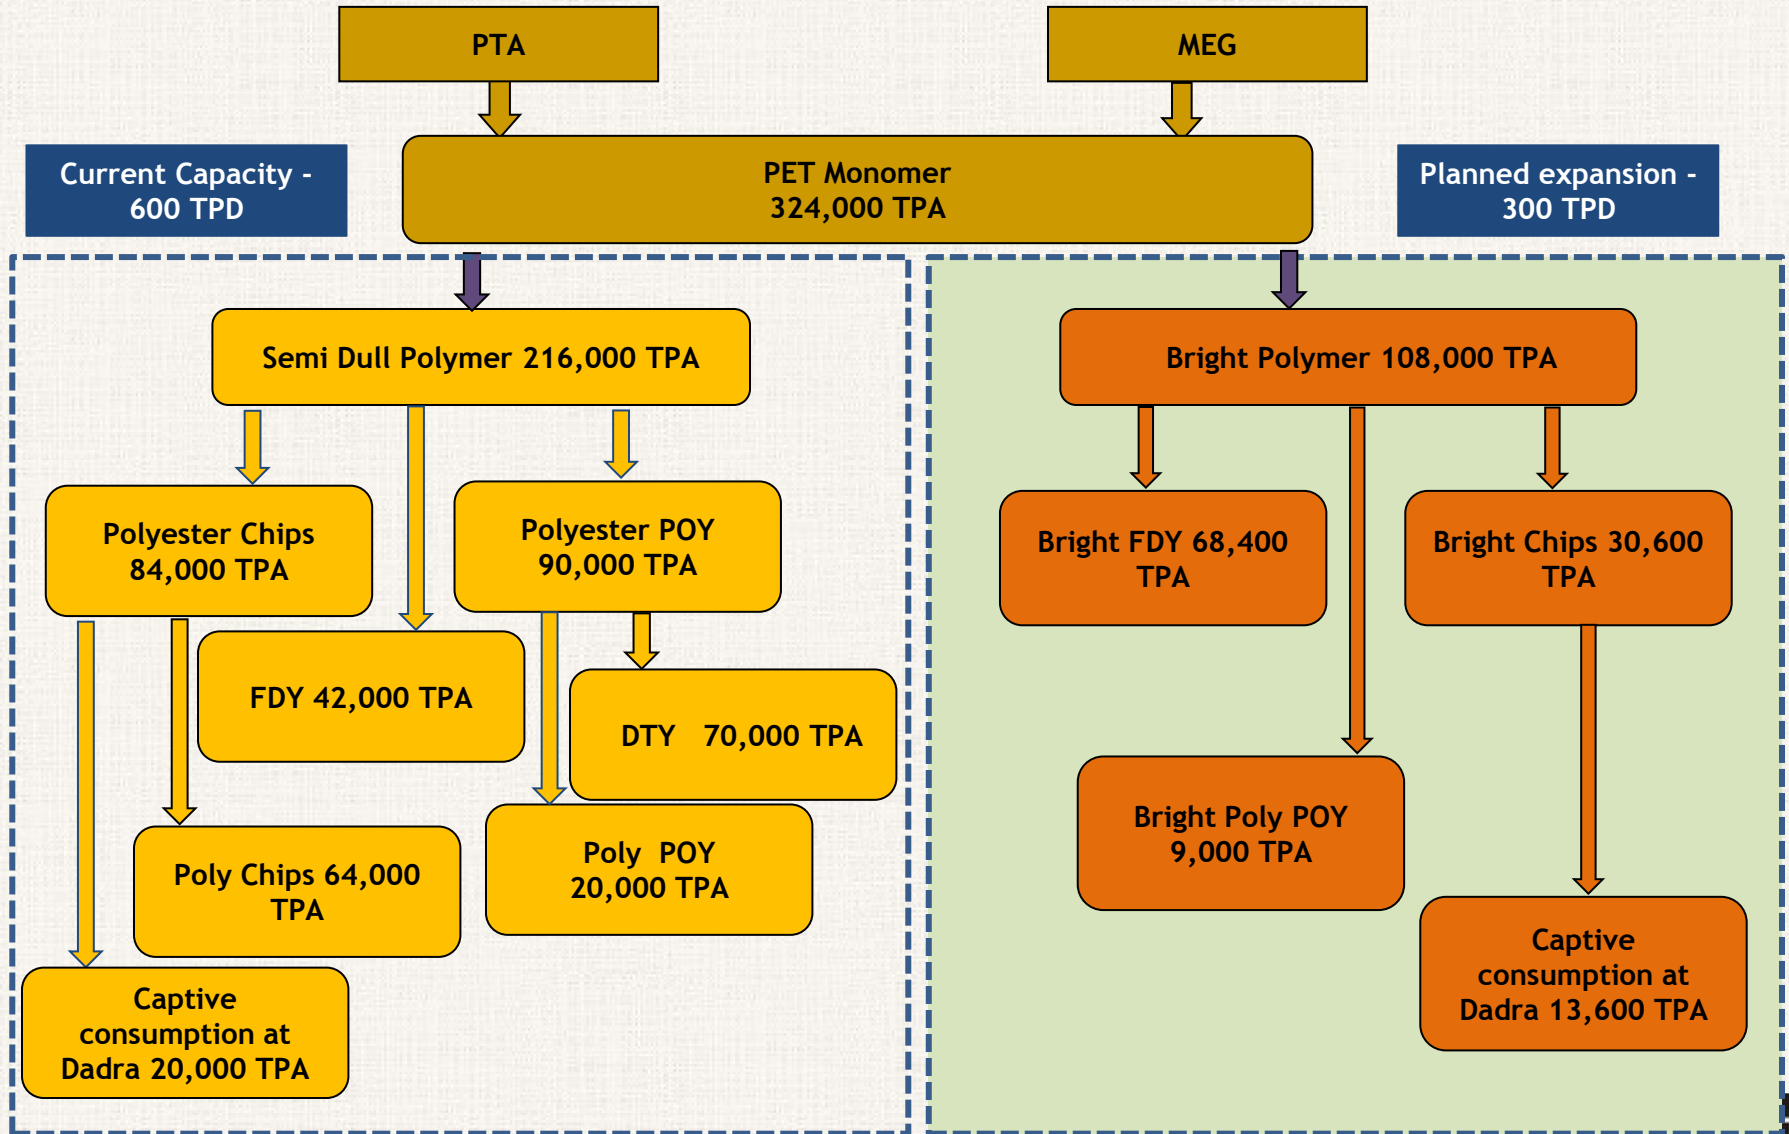 PTA
MEG
Current Capacity -
600 TPD
PET Monomer
324,000 TPA
Planned expansion -
300 TPD
Semi Dull Polymer 216,000 TPA
Bright Polymer 108,000 TPA
Polyester Chips
84,000 TPA
Polyester POY
90,000 TPA
Bright FDY 68,400
TPA
Bright Chips 30,600
TPA
FDY 42,000 TPA
DTY 70,000 TPA
Bright Poly POY
9,000 TPA
Poly Chips 64,000
TPA
Poly POY
20,000 TPA
Captive
consumption at
Dadra 20,000 TPA
Captive
consumption at
Dadra 13,600 TPA